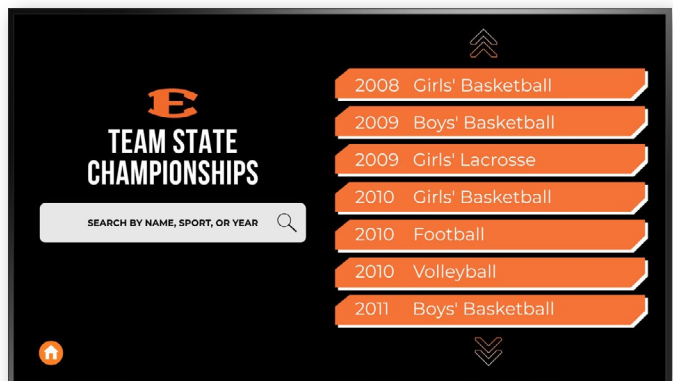 E
TEAM STATE
CHAMPIONSHIPS
SEARCH BY NAME, SPORT, OR YEAR
2008 Girls' Basketball
2009 Boys' Basketball
2009 Girls' Lacrosse
2010 Girls' Basketball
2010 Football
2010 Volleyball
2011 Boys' Basketball